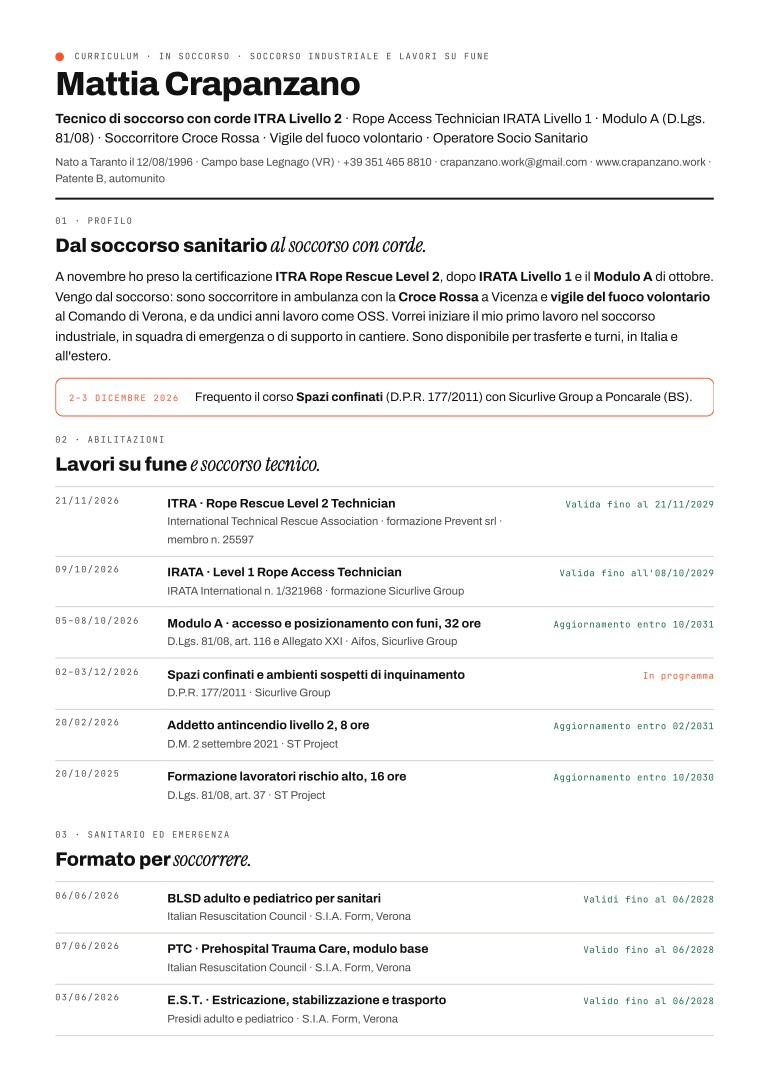 CURRICULUM · IN SOCCORSO · SOCCORSO INDUSTRIALE E LAVORI SU FUNE
Mattia Crapanzano
Tecnico di soccorso con corde ITRA Livello 2 · Rope Access Technician IRATA Livello 1 · Modulo A (D.Lgs.
81/08) · Soccorritore Croce Rossa · Vigile del fuoco volontario · Operatore Socio Sanitario
Nato a Taranto il 12/08/1996 · Campo base Legnago (VR) · +39 351 465 8810 · crapanzano.work@gmail.com · www.crapanzano.work ·
Patente B, automunito
01 · PROFILO
Dal soccorso sanitario al soccorso con corde.
A novembre ho preso la certificazione ITRA Rope Rescue Level 2, dopo IRATA Livello 1 e il Modulo A di ottobre.
Vengo dal soccorso: sono soccorritore in ambulanza con la Croce Rossa a Vicenza e vigile del fuoco volontario
al Comando di Verona, e da undici anni lavoro come OSS. Vorrei iniziare il mio primo lavoro nel soccorso
industriale, in squadra di emergenza o di supporto in cantiere. Sono disponibile per trasferte e turni, in Italia e
all'estero.
2–3 DICEMBRE 2026 Frequento il corso Spazi confinati (D.P.R. 177/2011) con Sicurlive Group a Poncarale (BS).
02 · ABILITAZIONI
Lavori su fune e soccorso tecnico.
21/11/2026 ITRA · Rope Rescue Level 2 Technician Valida fino al 21/11/2029
International Technical Rescue Association · formazione Prevent srl ·
membro n. 25597
09/10/2026 IRATA · Level 1 Rope Access Technician Valida fino all'08/10/2029
IRATA International n. 1/321968 · formazione Sicurlive Group
05–08/10/2026 Modulo A · accesso e posizionamento con funi, 32 ore Aggiornamento entro 10/2031
D.Lgs. 81/08, art. 116 e Allegato XXI · Aifos, Sicurlive Group
02–03/12/2026 Spazi confinati e ambienti sospetti di inquinamento In programma
D.P.R. 177/2011 · Sicurlive Group
20/02/2026 Addetto antincendio livello 2, 8 ore Aggiornamento entro 02/2031
D.M. 2 settembre 2021 · ST Project
20/10/2025 Formazione lavoratori rischio alto, 16 ore Aggiornamento entro 10/2030
D.Lgs. 81/08, art. 37 · ST Project
03 · SANITARIO ED EMERGENZA
Formato per soccorrere.
06/06/2026 BLSD adulto e pediatrico per sanitari Validi fino al 06/2028
Italian Resuscitation Council · S.I.A. Form, Verona
07/06/2026 PTC · Prehospital Trauma Care, modulo base Valido fino al 06/2028
Italian Resuscitation Council · S.I.A. Form, Verona
03/06/2026 E.S.T. · Estricazione, stabilizzazione e trasporto Valido fino al 06/2028
Presidi adulto e pediatrico · S.I.A. Form, Verona